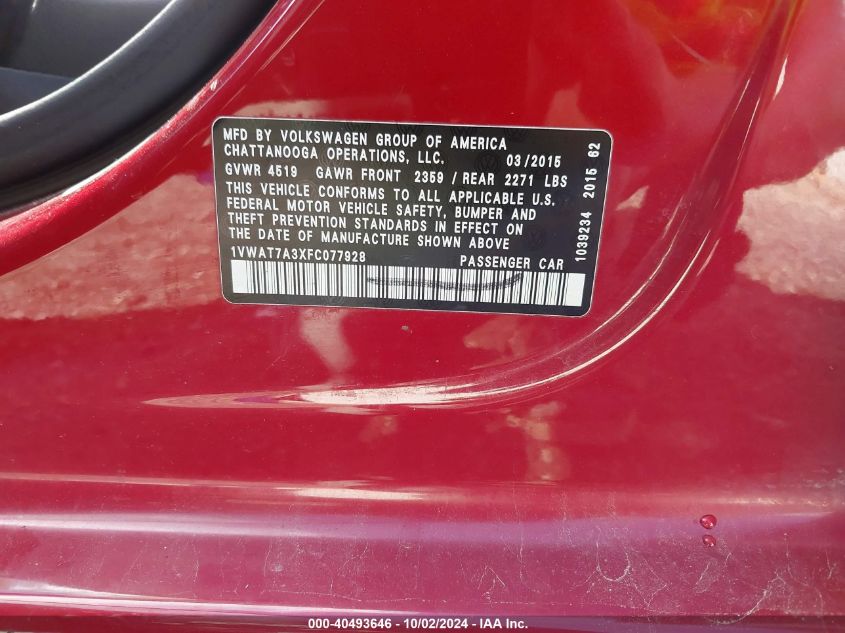 MFD BY VOLKSWAGEN GROUP OF AMERICA
CHATTANOOGA OPERATIONS, LLC. 03/2015
GVWR 4519 GAWR FRONT 2359 / REAR 2271 LBS
THIS VEHICLE CONFORMS TO ALL APPLICABLE U.S.
FEDERAL MOTOR VEHICLE SAFETY, BUMPER AND
THEFT PREVENTION STANDARDS IN EFFECT ON
THE DATE OF MANUFACTURE SHOWN ABOVE
1VWAT7A3XFC077928 PASSENGER CAR
1039234 2015 62
000-40493646 - 10/02/2024 - IAA Inc.